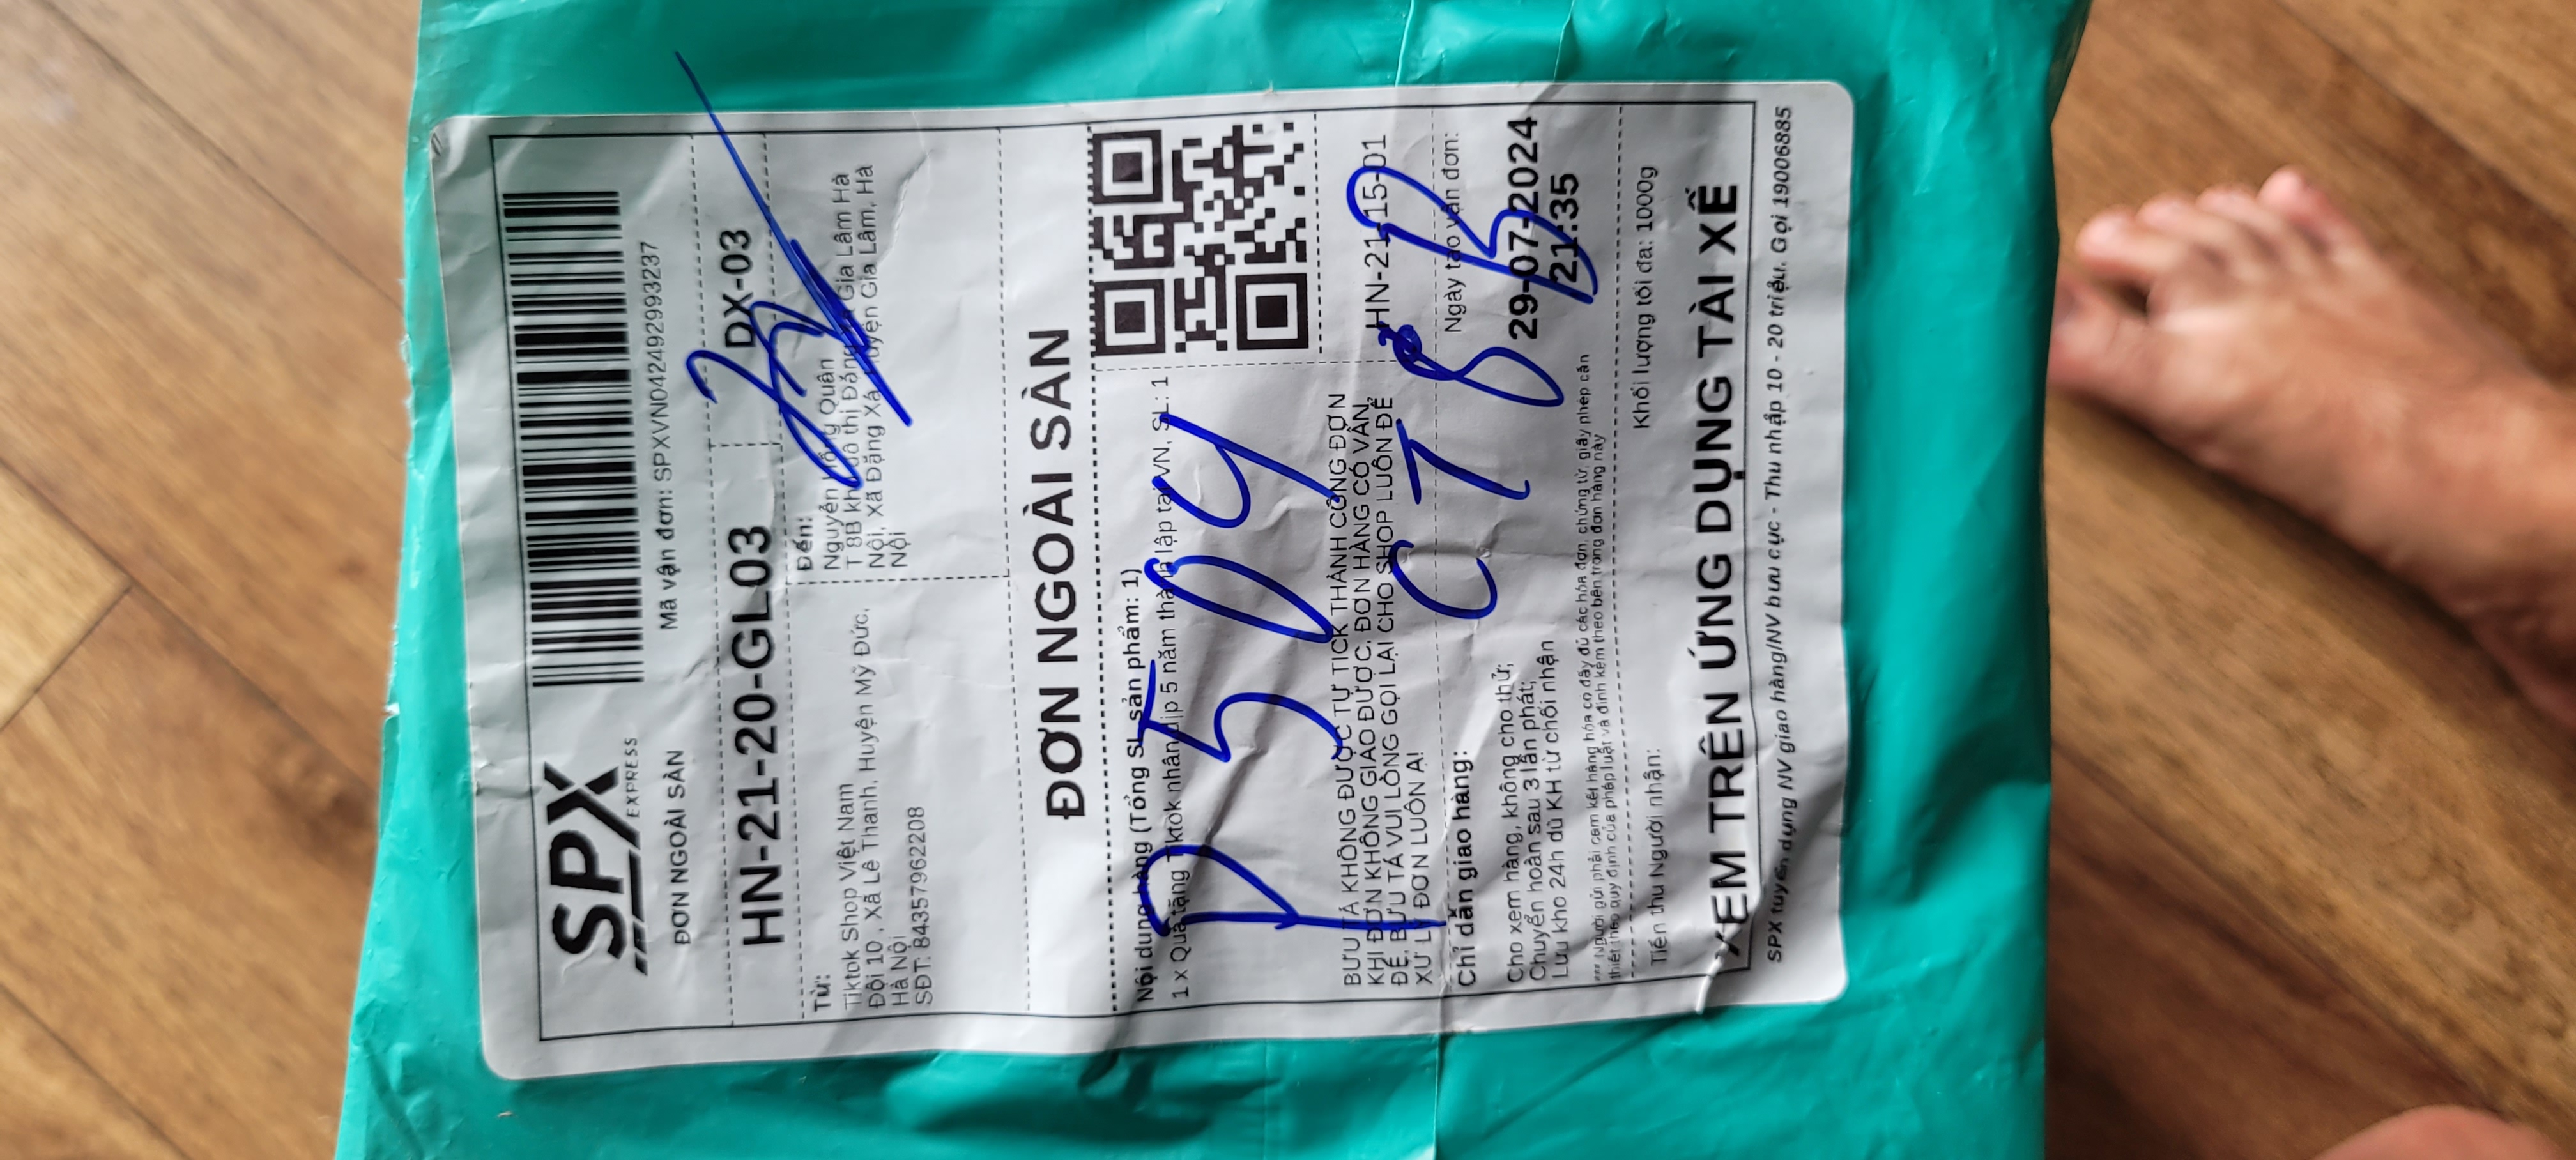 SPX
EXPRESS
ĐƠN NGOÀI SÀN
Mã vận đơn: SPXVN042492993237
HN-21-20-GL03
DX-03
Từ:
Tiktok Shop Việt Nam
Đội 10 , Xã Lê Thanh, Huyện Mỹ Đức,
Hà Nội
SĐT: 84357962208
Đến:
Nguyễn Hồng Quân
T 8B khu đô thị Đặng Xá Gia Lâm Hà
Nội, Xã Đặng Xá, Huyện Gia Lâm, Hà
Nội
ĐƠN NGOÀI SÀN
Nội dung hàng (Tổng SL sản phẩm: 1)
1 x Quà tặng Tiktok nhân dịp 5 năm thành lập tại VN, SL: 1
P504
BƯU TÁ KHÔNG ĐƯỢC TỰ TICK THÀNH CÔNG ĐƠN
KHI ĐƠN KHÔNG GIAO ĐƯỢC. ĐƠN HÀNG CÓ VẤN
ĐỀ, BƯU TÁ VUI LÒNG GỌI LẠI CHO SHOP LUÔN ĐỂ
XỬ LÝ ĐƠN LUÔN Ạ!
HN-21-15-01
CT8B
Chỉ dẫn giao hàng:
Cho xem hàng, không cho thử;
Chuyển hoàn sau 3 lần phát;
Lưu kho 24h dù KH từ chối nhận
Ngày tạo vận đơn:
29-07-2024
21:35
*** Người gửi phải cam kết hàng hóa có đầy đủ các hóa đơn, chứng từ, giấy phép cần
thiết theo quy định của pháp luật và đính kèm theo bên trong đơn hàng này
Tiền thu Người nhận:
Khối lượng tối đa: 1000g
XEM TRÊN ỨNG DỤNG TÀI XẾ
SPX tuyển dụng NV giao hàng/NV bưu cục - Thu nhập 10 - 20 triệu. Gọi 19006885